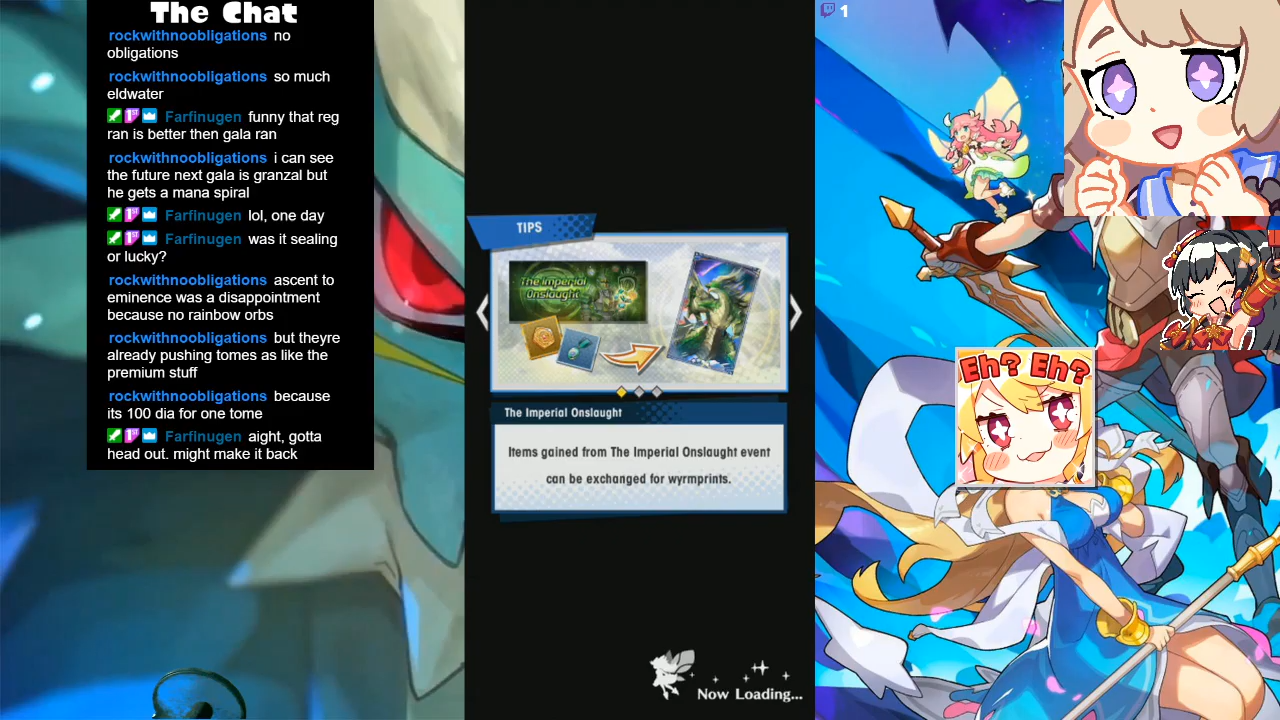 The Chat
rockwithnoobligations no
obligations
rockwithnoobligations so much
eldwater
1ST Farfinugen funny that reg
ran is better then gala ran
rockwithnoobligations i can see
the future next gala is granzal but
he gets a mana spiral
1ST Farfinugen lol, one day
1ST Farfinugen was it sealing
or lucky?
rockwithnoobligations ascent to
eminence was a disappointment
because no rainbow orbs
rockwithnoobligations but theyre
already pushing tomes as like the
premium stuff
rockwithnoobligations because
its 100 dia for one tome
1ST Farfinugen aight, gotta
head out. might make it back
TIPS
The Imperial
Onslaught
The Imperial Onslaught
Items gained from The Imperial Onslaught event
can be exchanged for wyrmprints.
Now Loading...
1
Eh? Eh?